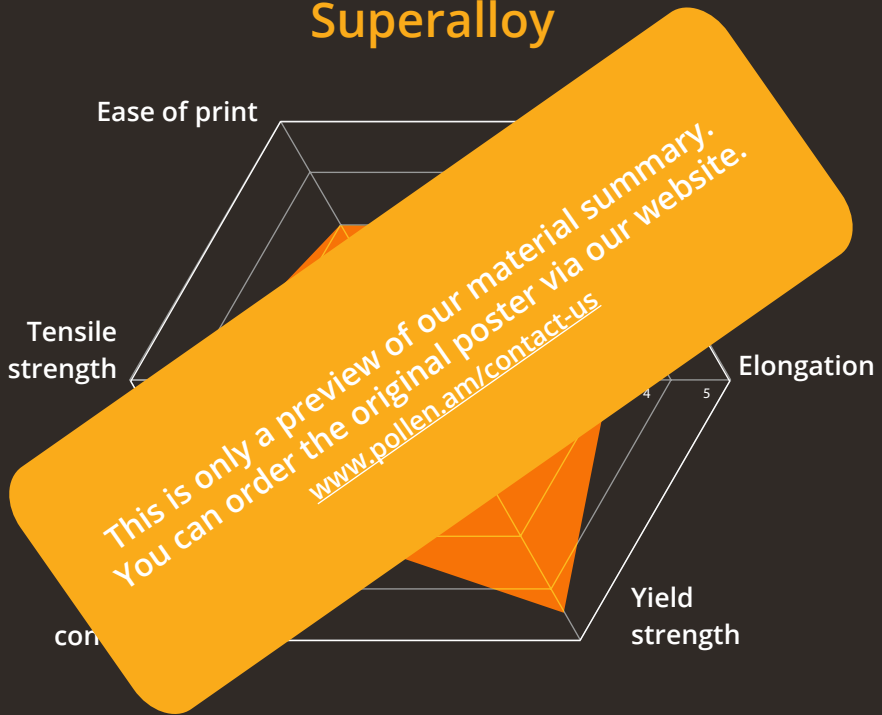 Superalloy
Ease of print
This is only a preview of our material summary.
You can order the original poster via our website.
www.pollen.am/contact-us
Tensile
strength
Elongation
4
5
Yield
strength